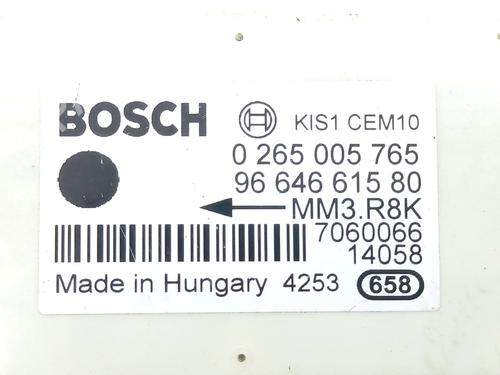 BOSCH KIS1 CEM10
0 265 005 765
96 646 615 80
MM3.R8K
7060066
14058
Made in Hungary 4253 658